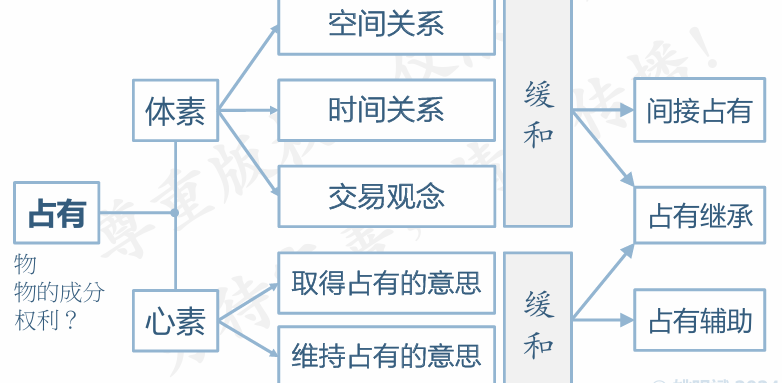 空间关系
体素
时间关系
缓和
间接占有
交易观念
占有
占有继承
物
物的成分
权利？
取得占有的意思
心素
缓和
占有辅助
维持占有的意思